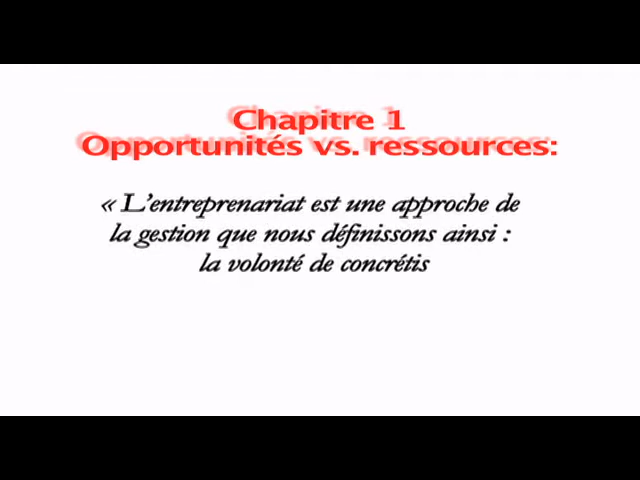 Chapitre 1
Opportunités vs. ressources:
« L'entreprenariat est une approche de
la gestion que nous définissons ainsi :
la volonté de concrétis